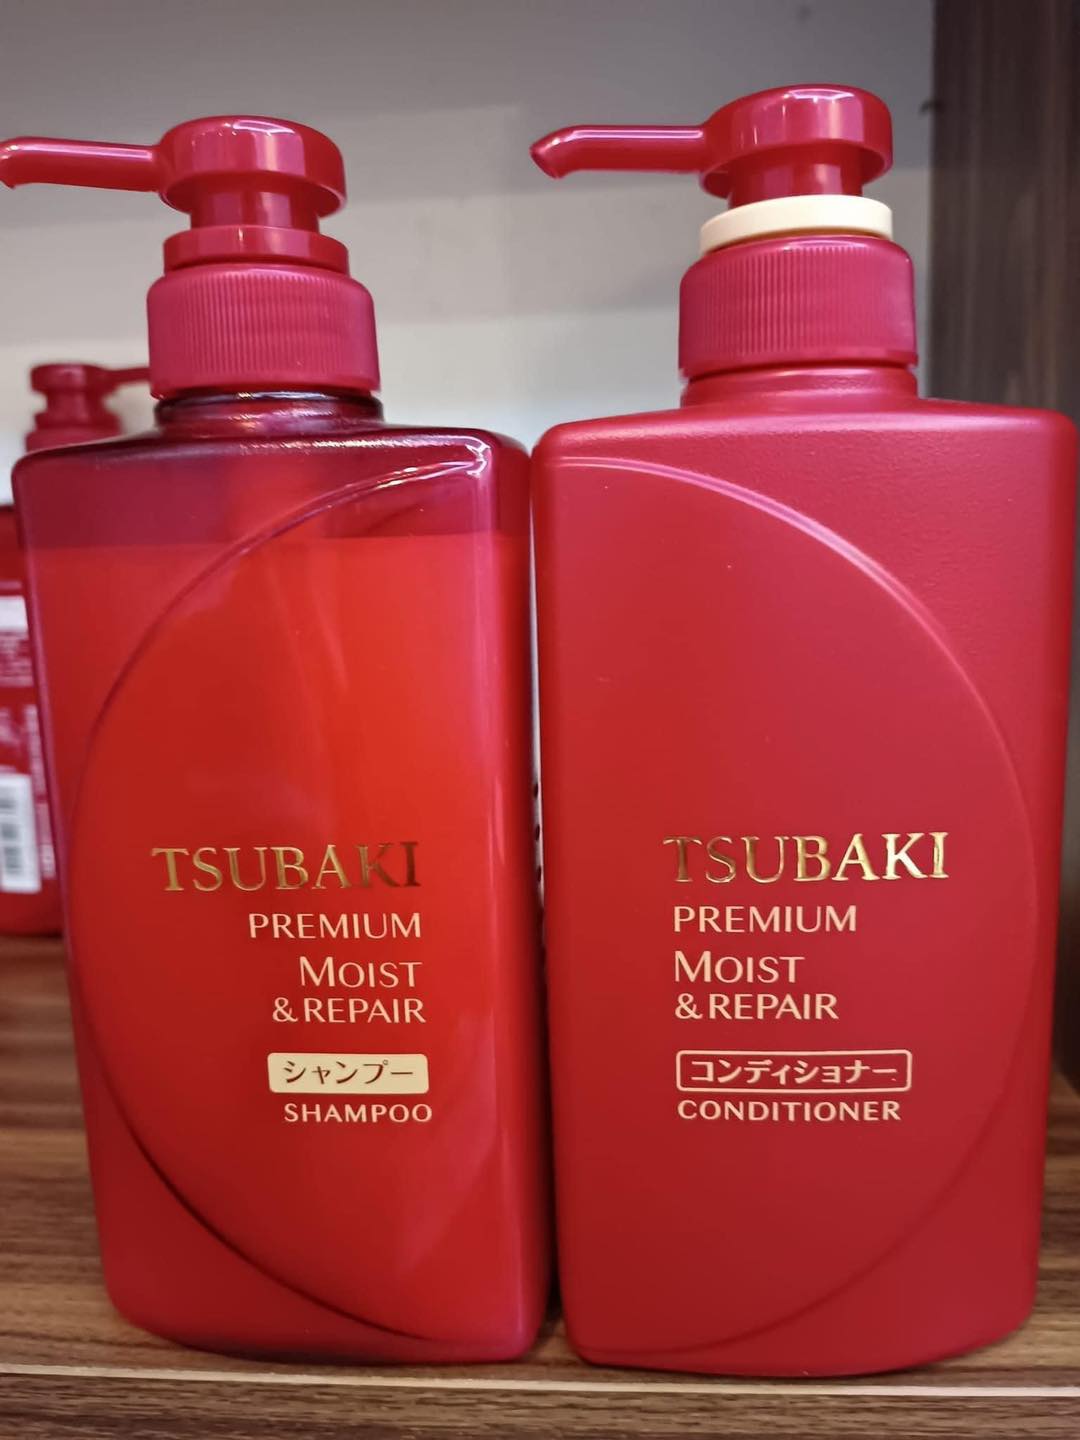 TSUBAKI
PREMIUM
MOIST
& REPAIR
シャンプー
SHAMPOO
TSUBAKI
PREMIUM
MOIST
& REPAIR
コンディショナー
CONDITIONER